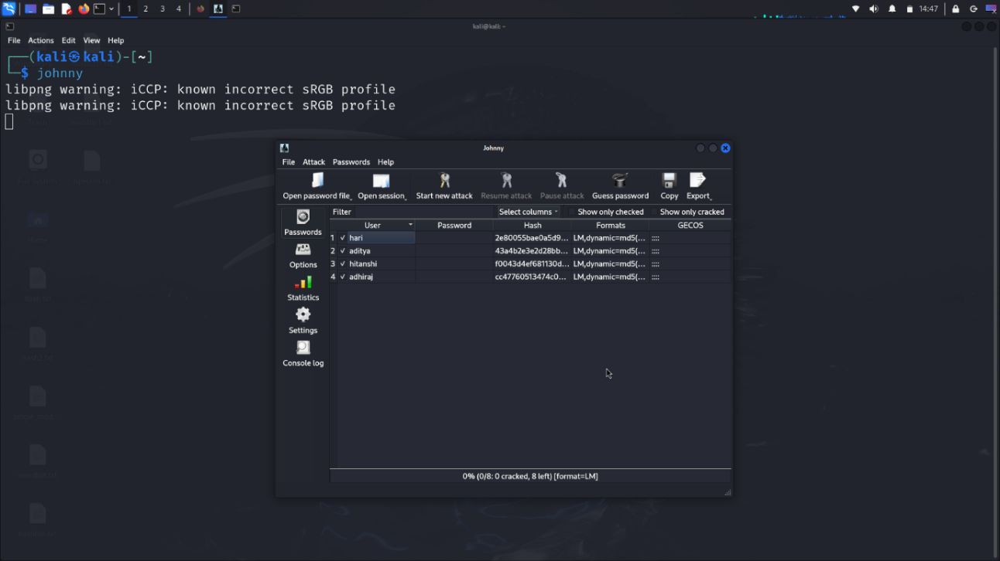 1 2 3 4 14:47
kali@kali: ~
File Actions Edit View Help
(kali㉿kali)-[~]
$ johnny
libpng warning: iCCP: known incorrect sRGB profile
libpng warning: iCCP: known incorrect sRGB profile
Johnny
File Attack Passwords Help
Open password file Open session Start new attack Resume attack Pause attack Guess password Copy Export
Passwords
Options
Statistics
Settings
Console log
Filter Select columns Show only checked Show only cracked
User Password Hash Formats GECOS
1 ✓ hari 2e80055bae0a5d9... LM,dynamic=md5(... ::::
2 ✓ aditya 43a4b2e3e2d28bb... LM,dynamic=md5(... ::::
3 ✓ hitanshi f0043d4ef681130d... LM,dynamic=md5(... ::::
4 ✓ adhiraj cc47760513474c0... LM,dynamic=md5(... ::::
0% (0/8: 0 cracked, 8 left) [format=LM]